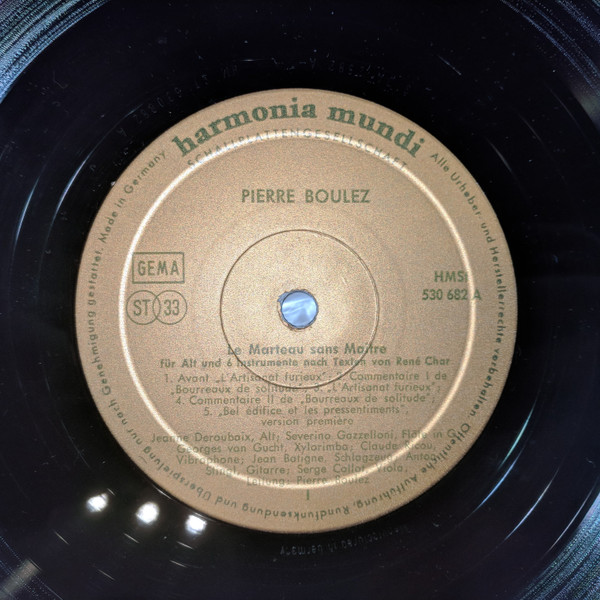 harmonia mundi
SCHALLPLATTENGESELLSCHAFT
Made in Germany
Alle Urheber- und Herstellerrechte vorbehalten. Öffentliche Aufführung, Rundfunksendung und Überspielung nur nach Genehmigung gestattet.
PIERRE BOULEZ
GEMA
ST 33
HMS
530 682 A
Le Marteau sans Maître
für Alt und 6 Instrumente nach Texten von René Char
1. Avant „L'Artisanat furieux"; 2. Commentaire I de
„Bourreaux de solitude"; 3. „L'Artisanat furieux";
4. Commentaire II de „Bourreaux de solitude";
5. „Bel édifice et les pressentiments",
version première
Jeanne Deroubaix, Alt; Severino Gazzelloni, Flöte in G;
Georges van Gucht, Xylorimba; Claude
Vibraphone; Jean Batigne, Schlagzeug; Anton
Stingl, Gitarre; Serge Collot, Viola;
Leitung: Pierre Boulez
I